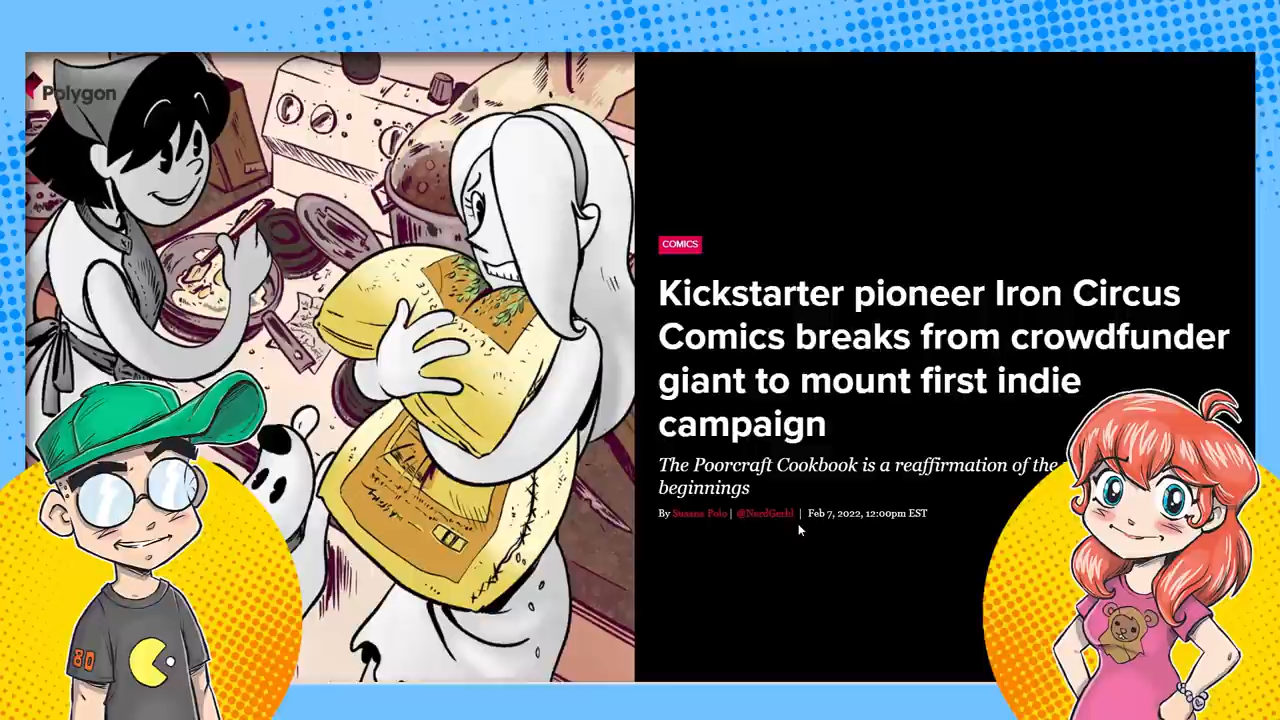 Polygon
COMICS
Kickstarter pioneer Iron Circus
Comics breaks from crowdfunder
giant to mount first indie
campaign
The Poorcraft Cookbook is a reaffirmation of the
beginnings
By Susana Polo | @NerdGerhl | Feb 7, 2022, 12:00pm EST
80